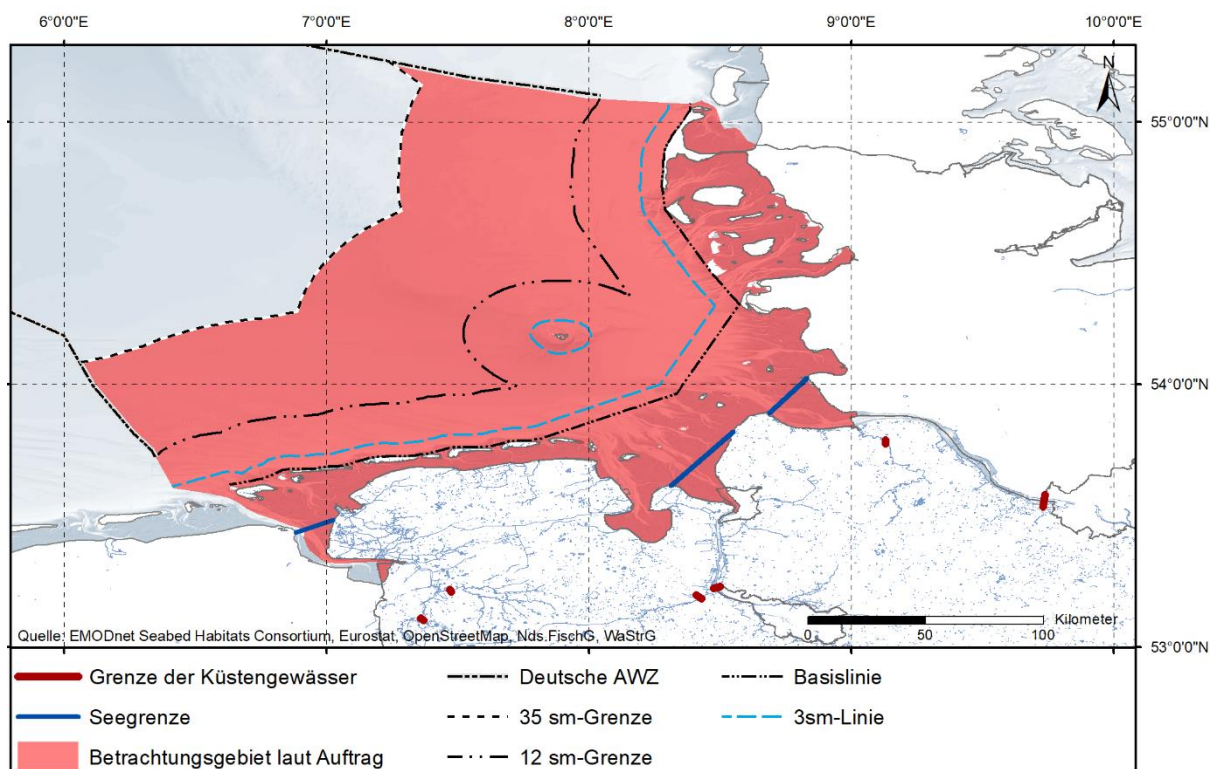 6°0'0"E 7°0'0"E 8°0'0"E 9°0'0"E 10°0'0"E
N
55°0'0"N
54°0'0"N
Kilometer
0 50 100
Quelle: EMODnet Seabed Habitats Consortium, Eurostat, OpenStreetMap, Nds.FischG, WaStrG
53°0'0"N
Grenze der Küstengewässer
Deutsche AWZ
Basislinie
Seegrenze
35 sm-Grenze
3sm-Linie
Betrachtungsgebiet laut Auftrag
12 sm-Grenze